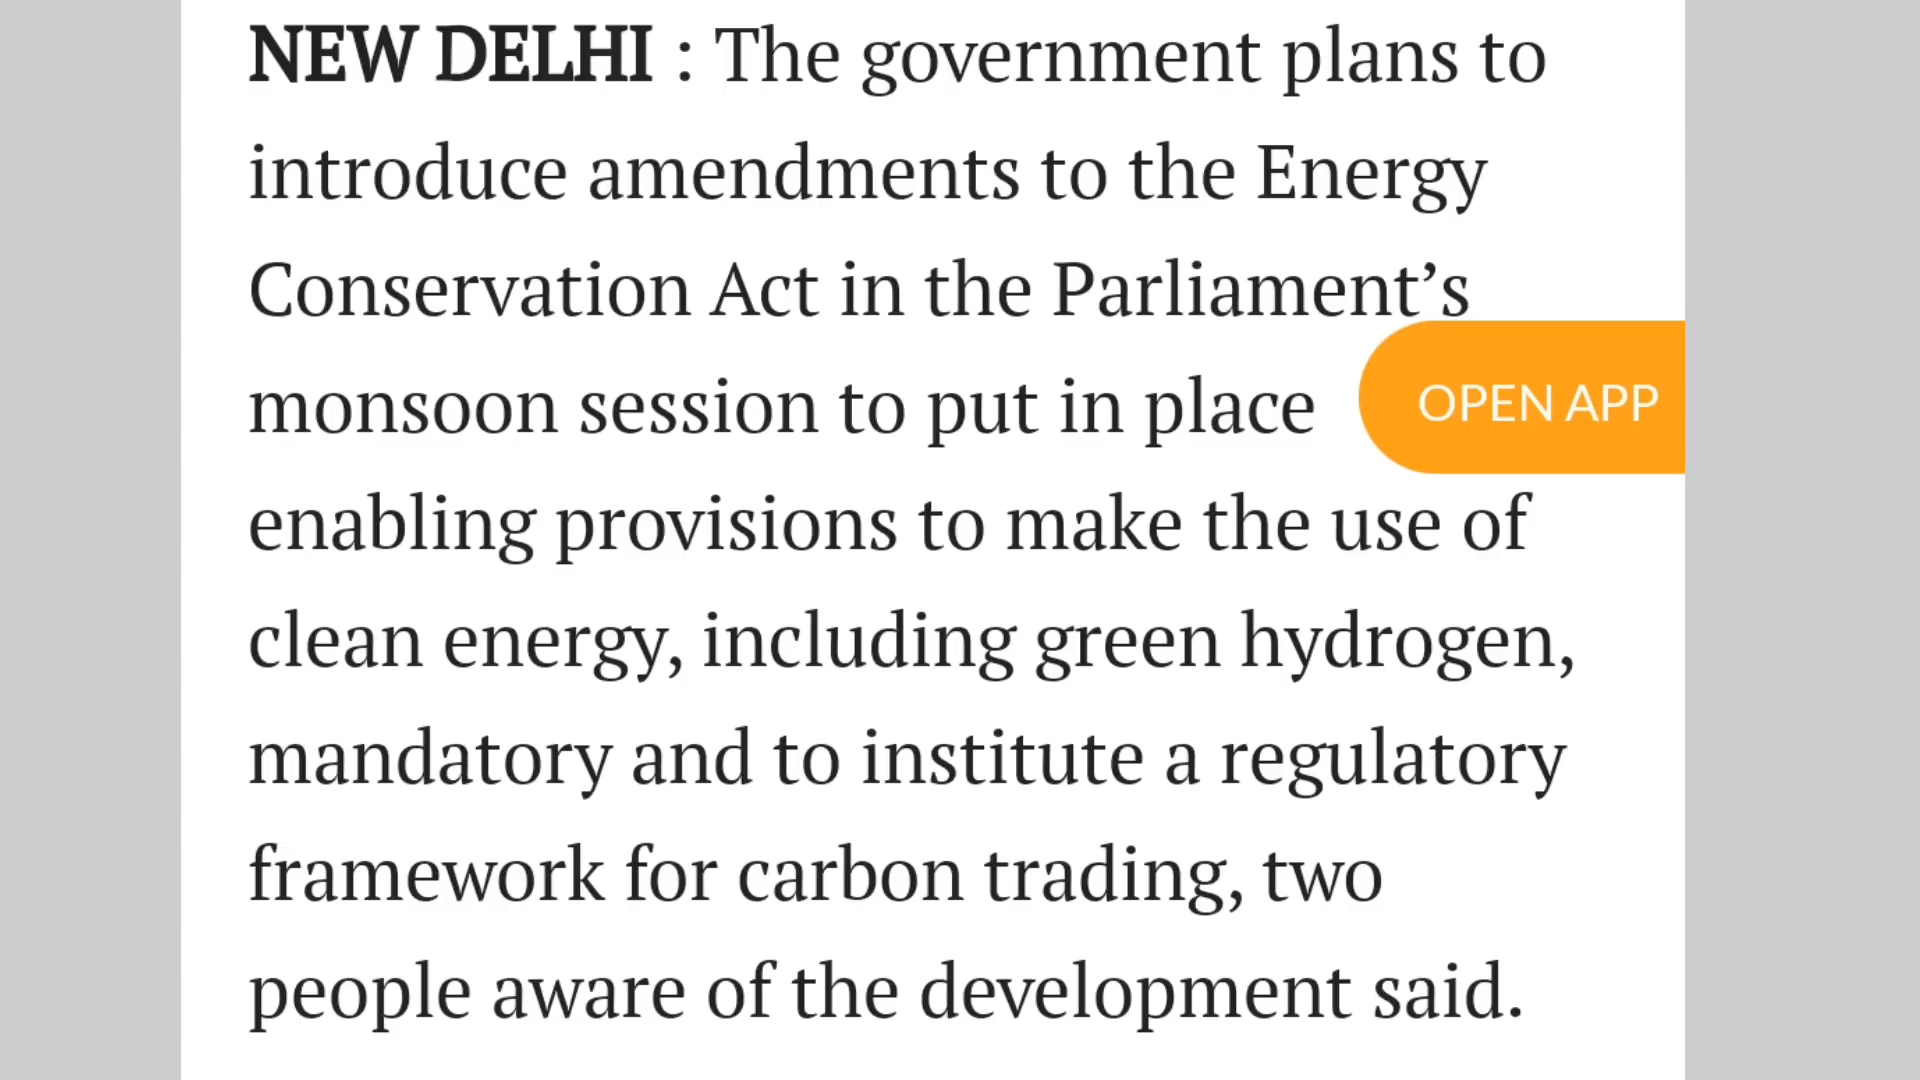 NEW DELHI : The government plans to
introduce amendments to the Energy
Conservation Act in the Parliament’s
monsoon session to put in place
OPEN APP
enabling provisions to make the use of
clean energy, including green hydrogen,
mandatory and to institute a regulatory
framework for carbon trading, two
people aware of the development said.